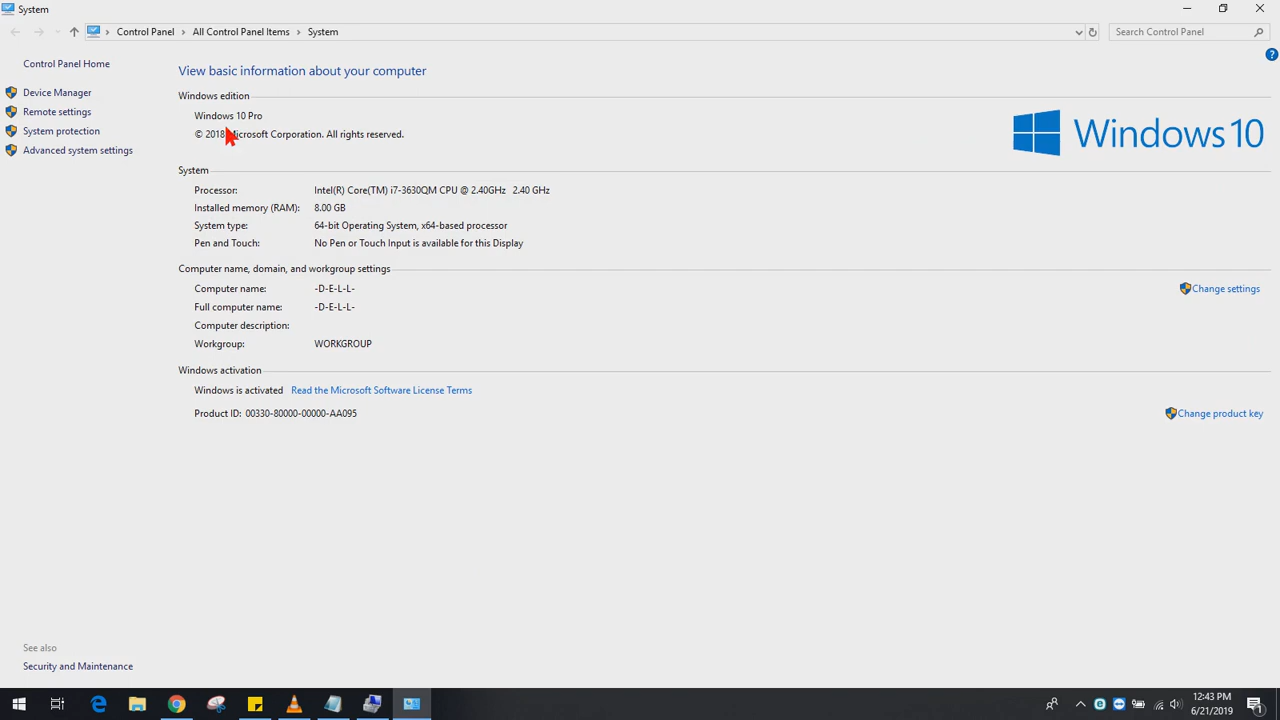 System
Control Panel > All Control Panel Items > System
Search Control Panel
Control Panel Home
Device Manager
Remote settings
System protection
Advanced system settings
View basic information about your computer
Windows edition
Windows 10 Pro
© 2018 Microsoft Corporation. All rights reserved.
Windows 10
System
Processor: Intel(R) Core(TM) i7-3630QM CPU @ 2.40GHz 2.40 GHz
Installed memory (RAM): 8.00 GB
System type: 64-bit Operating System, x64-based processor
Pen and Touch: No Pen or Touch Input is available for this Display
Computer name, domain, and workgroup settings
Computer name: -D-E-L-L-
Change settings
Full computer name: -D-E-L-L-
Computer description:
Workgroup: WORKGROUP
Windows activation
Windows is activated Read the Microsoft Software License Terms
Product ID: 00330-80000-00000-AA095
Change product key
See also
Security and Maintenance
12:43 PM
6/21/2019